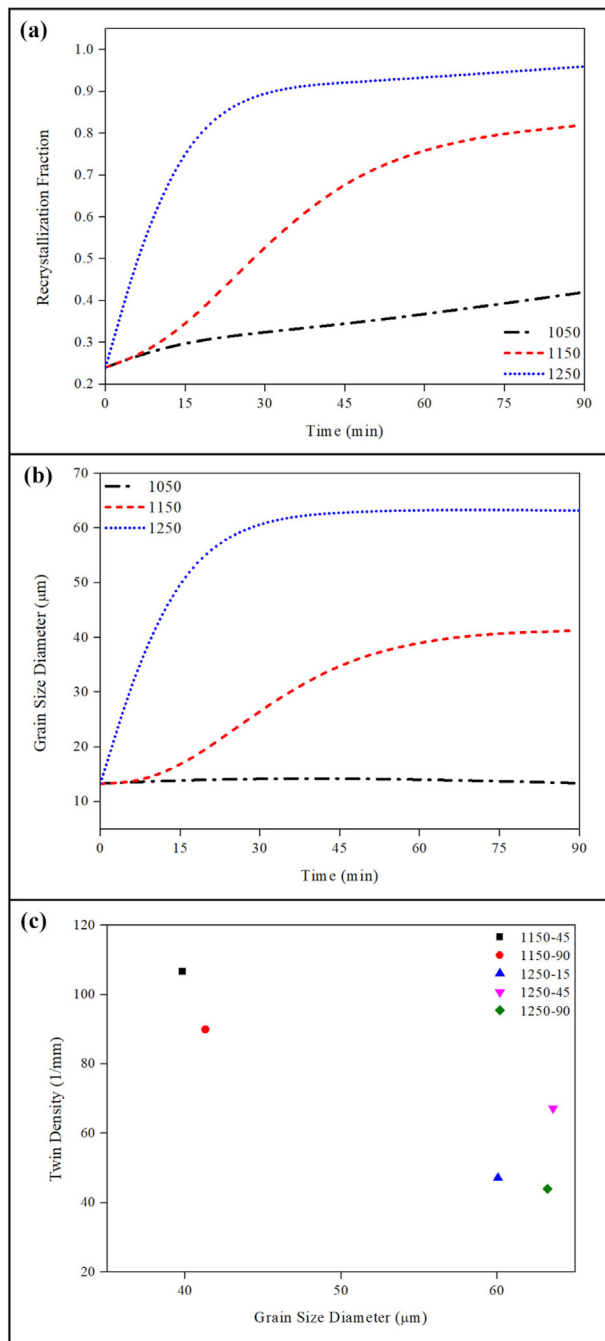 (a)
1.0
0.9
0.8
0.7
0.6
0.5
0.4
0.3
0.2
Recrystallization Fraction
1050
1150
1250
0 15 30 45 60 75 90
Time (min)
(b)
70
60
50
40
30
20
10
Grain Size Diameter (μm)
1050
1150
1250
0 15 30 45 60 75 90
Time (min)
(c)
120
100
80
60
40
20
Twin Density (1/mm)
1150-45
1150-90
1250-15
1250-45
1250-90
40 50 60
Grain Size Diameter (μm)